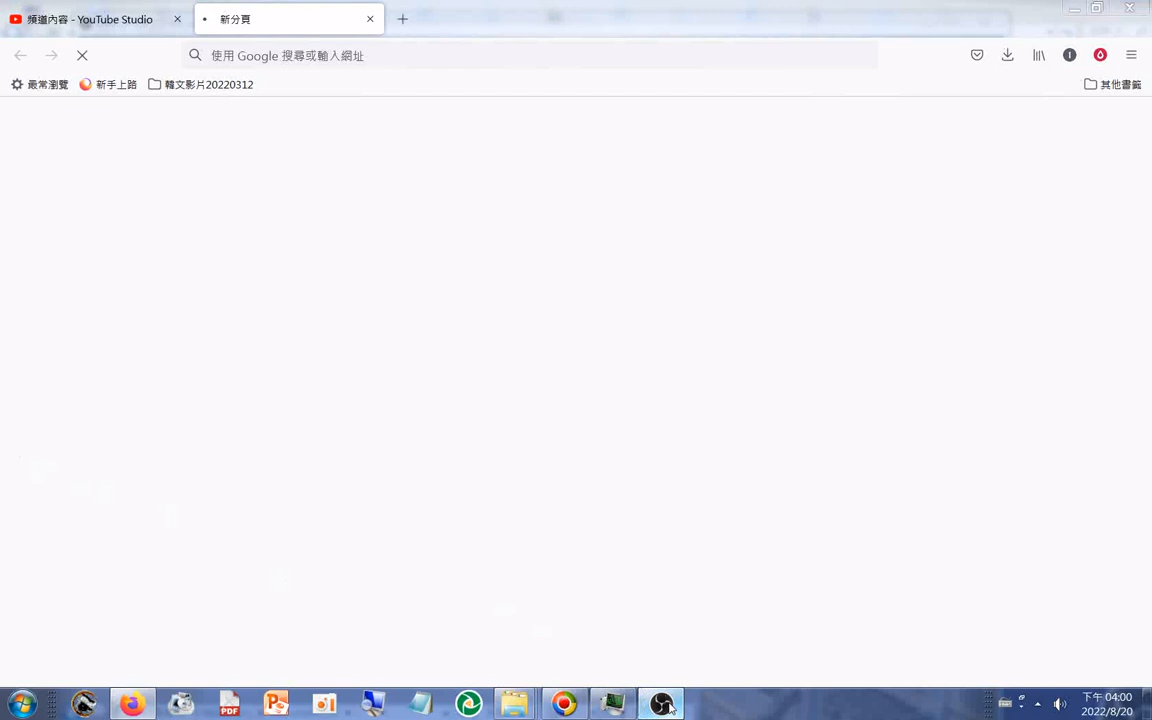 頻道內容 - YouTube Studio
新分頁
使用 Google 搜尋或輸入網址
最常瀏覽
新手上路
韓文影片20220312
其他書籤
PDF
下午 04:00
2022/8/20